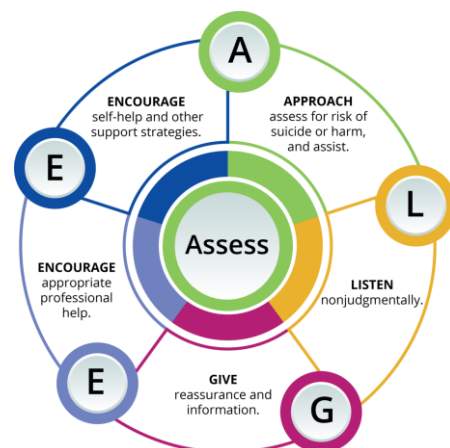 A
APPROACH
assess for risk of
suicide or harm,
and assist.
L
LISTEN
nonjudgmentally.
G
GIVE
reassurance and
information.
E
ENCOURAGE
appropriate
professional
help.
E
ENCOURAGE
self-help and other
support strategies.
Assess